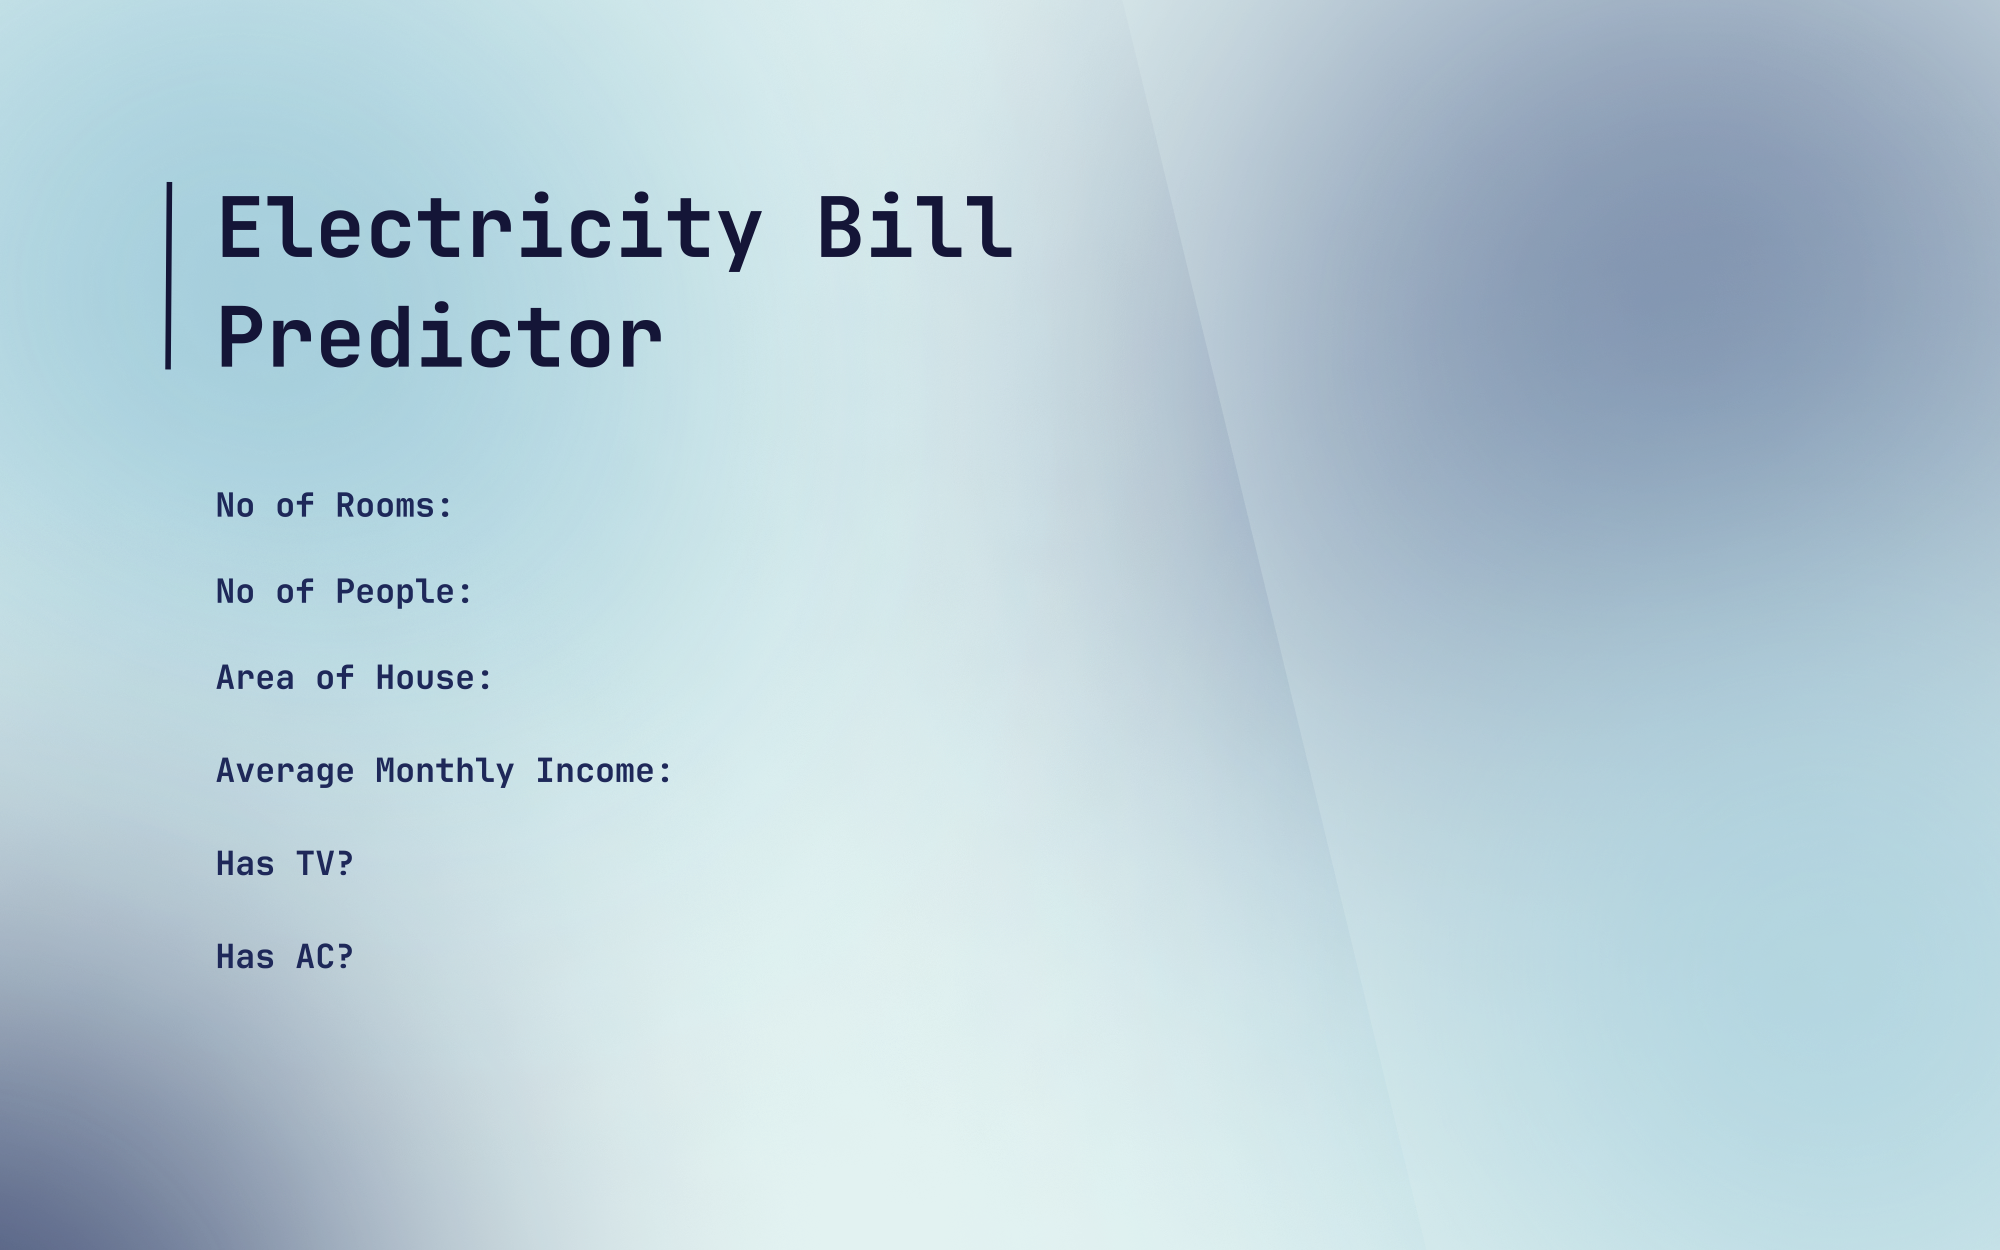 Electricity Bill
Predictor
No of Rooms:
No of People:
Area of House:
Average Monthly Income:
Has TV?
Has AC?